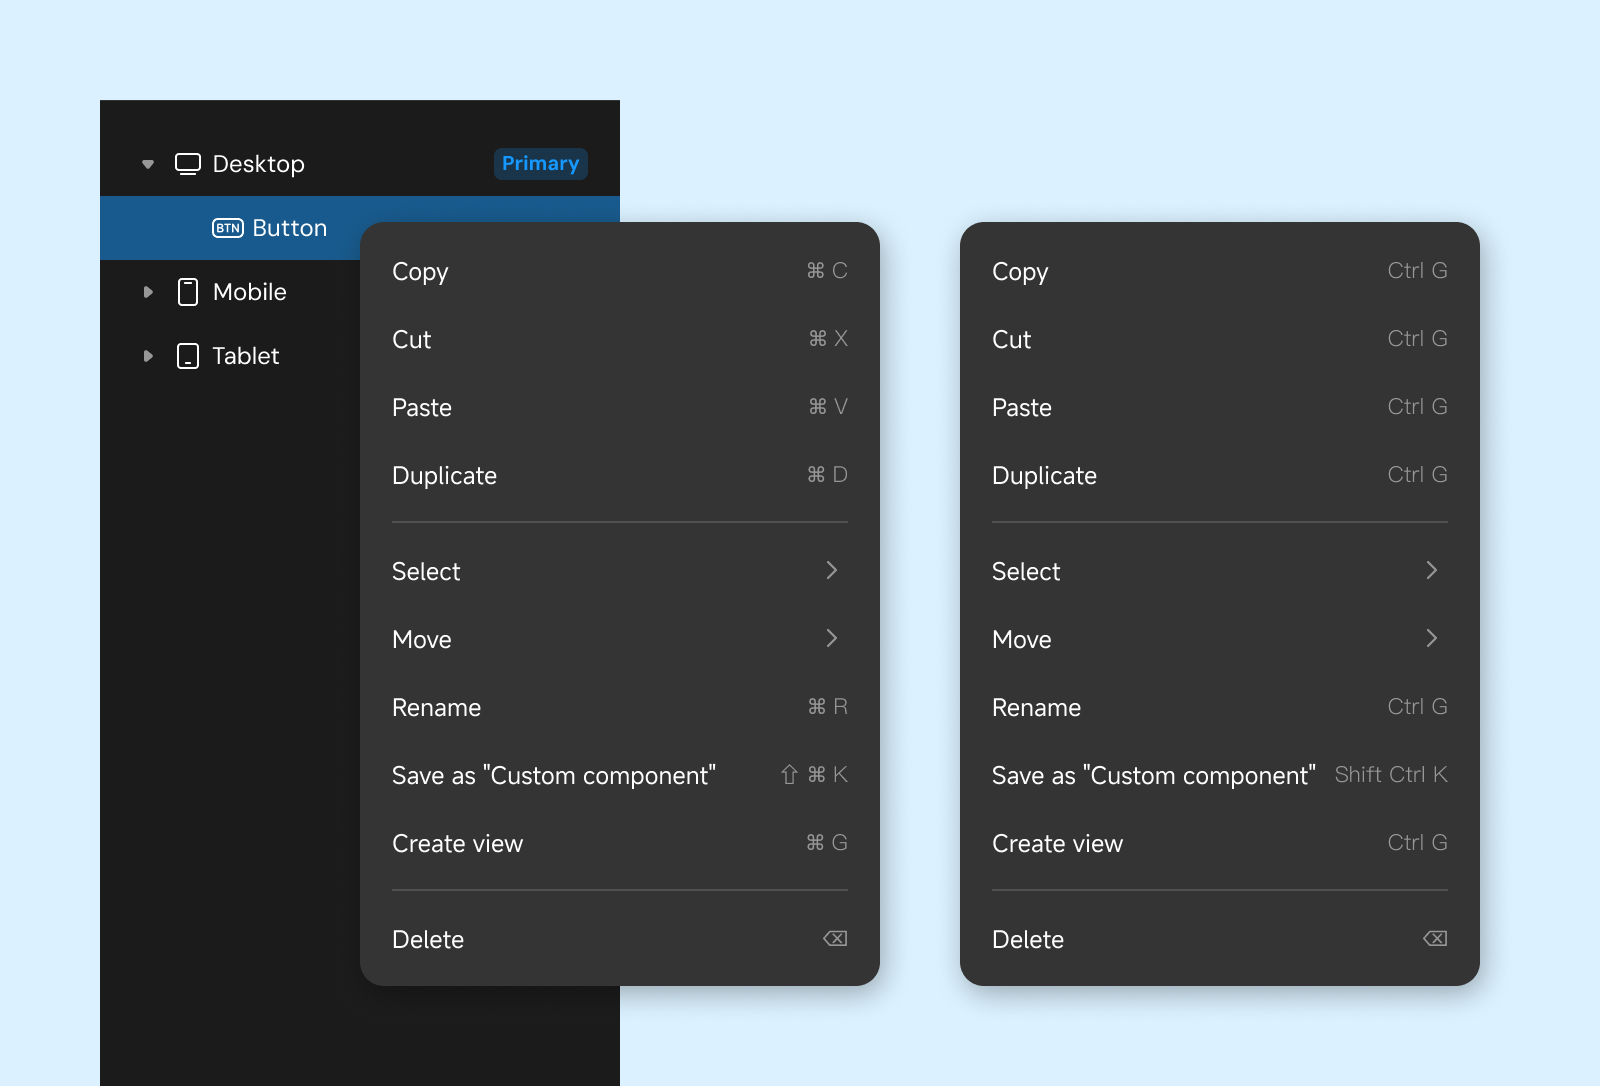 Desktop Primary
BTN Button
Mobile
Tablet
Copy ⌘ C
Cut ⌘ X
Paste ⌘ V
Duplicate ⌘ D
Select
Move
Rename ⌘ R
Save as "Custom component" ⇧ ⌘ K
Create view ⌘ G
Delete ⌫
Copy Ctrl G
Cut Ctrl G
Paste Ctrl G
Duplicate Ctrl G
Select
Move
Rename Ctrl G
Save as "Custom component" Shift Ctrl K
Create view Ctrl G
Delete ⌫